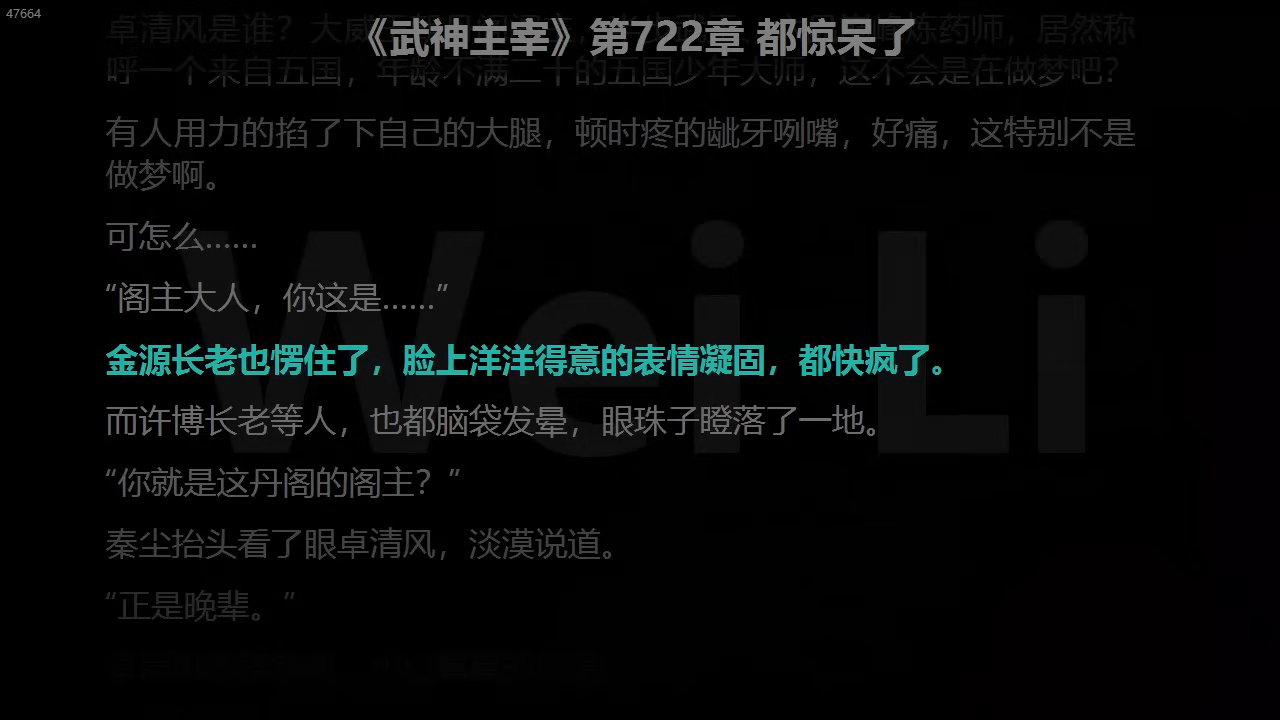 47664
《武神主宰》第722章 都惊呆了
卓清风是谁？大威
炼药师，居然称
呼一个来自五国，年龄不满二十的五国少年大师，这不会是在做梦吧？
有人用力的掐了下自己的大腿，顿时疼的龇牙咧嘴，好痛，这特别不是
做梦啊。
可怎么……
“阁主大人，你这是……”
金源长老也愣住了，脸上洋洋得意的表情凝固，都快疯了。
而许博长老等人，也都脑袋发晕，眼珠子瞪落了一地。
“你就是这丹阁的阁主？”
秦尘抬头看了眼卓清风，淡漠说道。
“正是晚辈。”
Wei Li